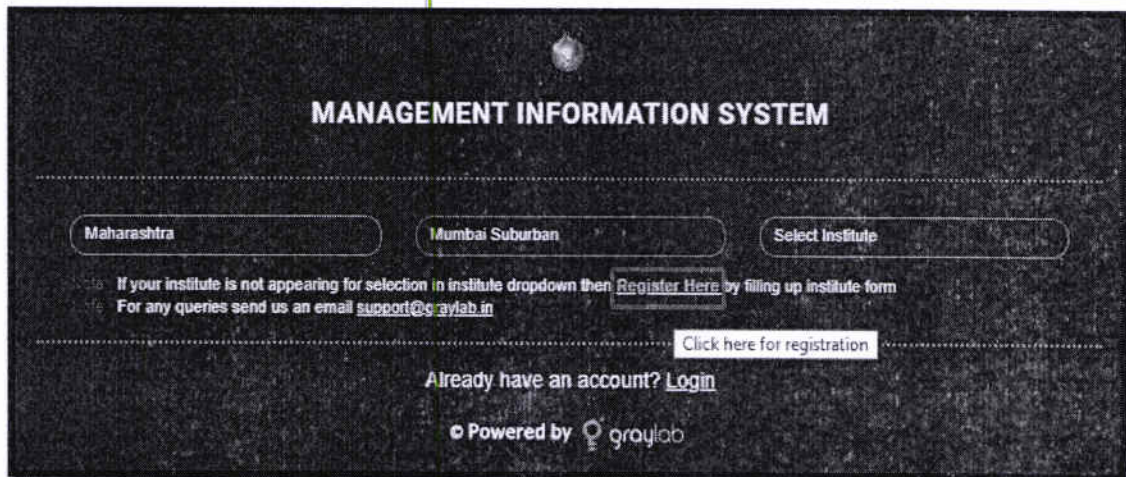 MANAGEMENT INFORMATION SYSTEM
Maharashtra
Mumbai Suburban
Select Institute
If your institute is not appearing for selection in institute dropdown then Register Here by filling up institute form
For any queries send us an email support@graylab.in
Click here for registration
Already have an account? Login
© Powered by graylab